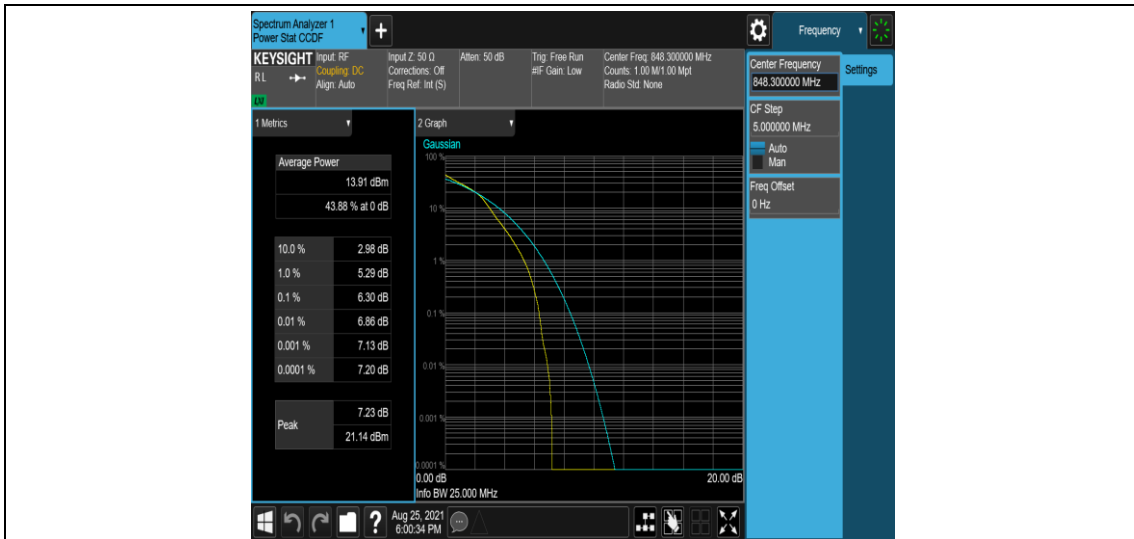 Spectrum Analyzer 1
Power Stat CCDF
+
Frequency
KEYSIGHT
RL
LXI
Input: RF
Coupling: DC
Align: Auto
Input Z: 50 Ω
Corrections: Off
Freq Ref: Int (S)
Atten: 50 dB
Trig: Free Run
#IF Gain: Low
Center Freq: 848.300000 MHz
Counts: 1.00 M/1.00 Mpt
Radio Std: None
Center Frequency
848.300000 MHz
Settings
CF Step
5.000000 MHz
Auto
Man
Freq Offset
0 Hz
1 Metrics
Average Power
13.91 dBm
43.88 % at 0 dB
10.0 % 2.98 dB
1.0 % 5.29 dB
0.1 % 6.30 dB
0.01 % 6.86 dB
0.001 % 7.13 dB
0.0001 % 7.20 dB
Peak
7.23 dB
21.14 dBm
2 Graph
Gaussian
100 %
10 %
1 %
0.1 %
0.01 %
0.001 %
0.0001 %
0.00 dB 20.00 dB
Info BW 25.000 MHz
?
Aug 25, 2021
6:00:34 PM